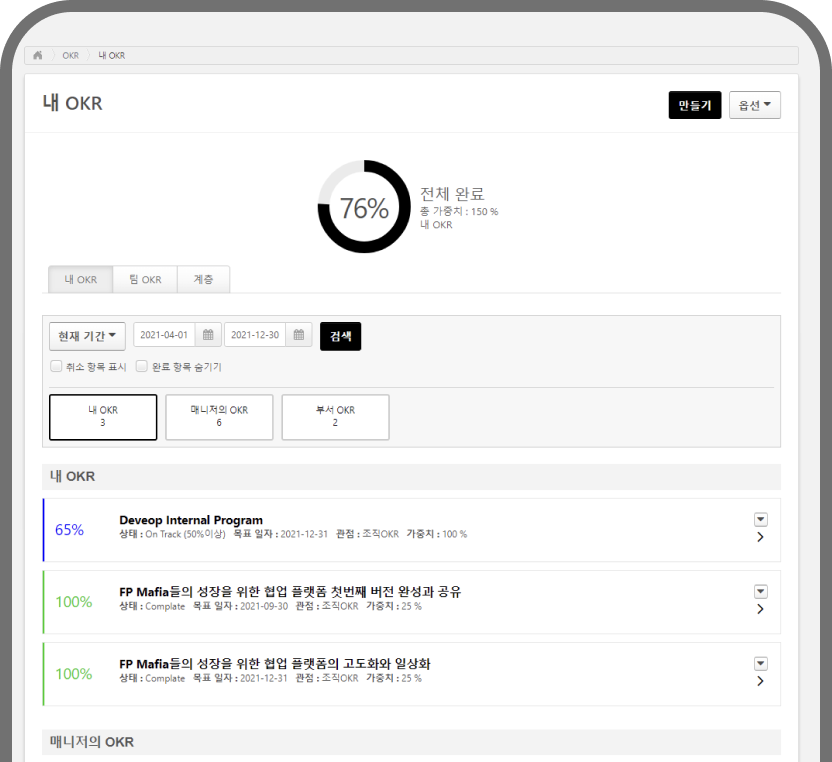 OKR 내 OKR
내 OKR
만들기 옵션
76%
전체 완료
총 가중치 : 150 %
내 OKR
내 OKR 팀 OKR 계층
현재 기간 2021-04-01 2021-12-30 검색
취소 항목 표시 완료 항목 숨기기
내 OKR
3
매니저의 OKR
6
부서 OKR
2
내 OKR
65%
Deveop Internal Program
상태 : On Track (50%이상) 목표 일자 : 2021-12-31 관점 : 조직OKR 가중치 : 100 %
100%
FP Mafia들의 성장을 위한 협업 플랫폼 첫번째 버전 완성과 공유
상태 : Complate 목표 일자 : 2021-09-30 관점 : 조직OKR 가중치 : 25 %
100%
FP Mafia들의 성장을 위한 협업 플랫폼의 고도화와 일상화
상태 : Complate 목표 일자 : 2021-12-31 관점 : 조직OKR 가중치 : 25 %
매니저의 OKR